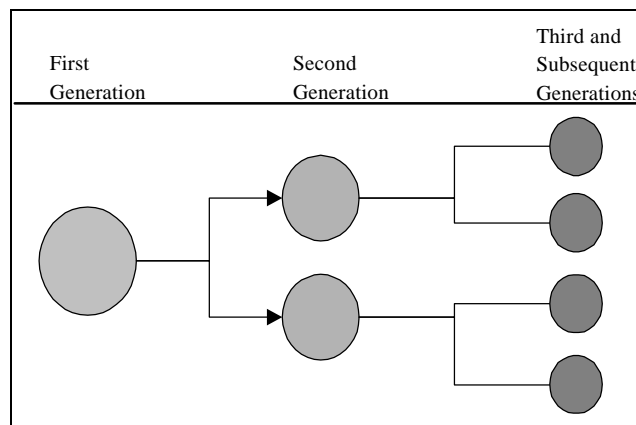 First
Generation
Second
Generation
Third and
Subsequent
Generations